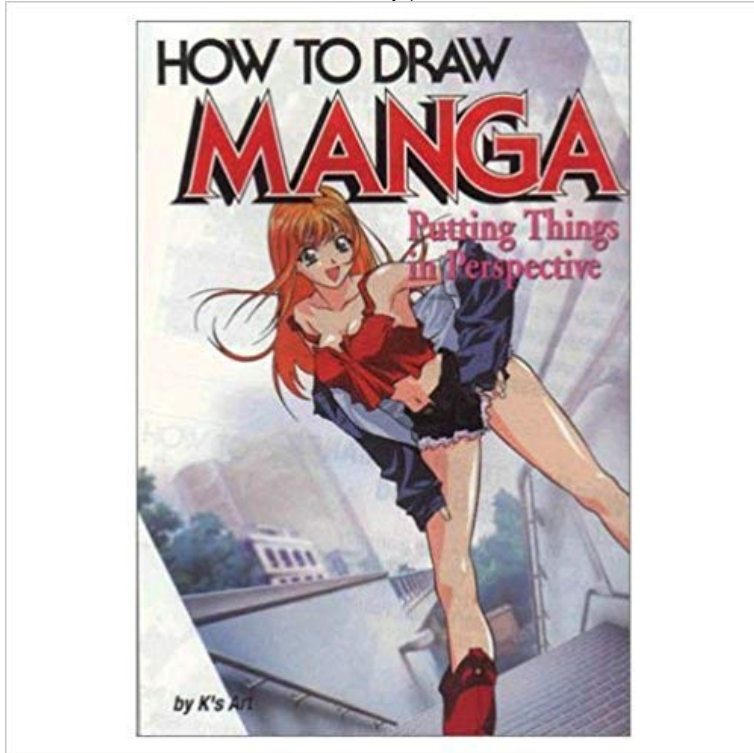 HOW TO DRAW
MANGA
Putting Things
in Perspective
by K's Art